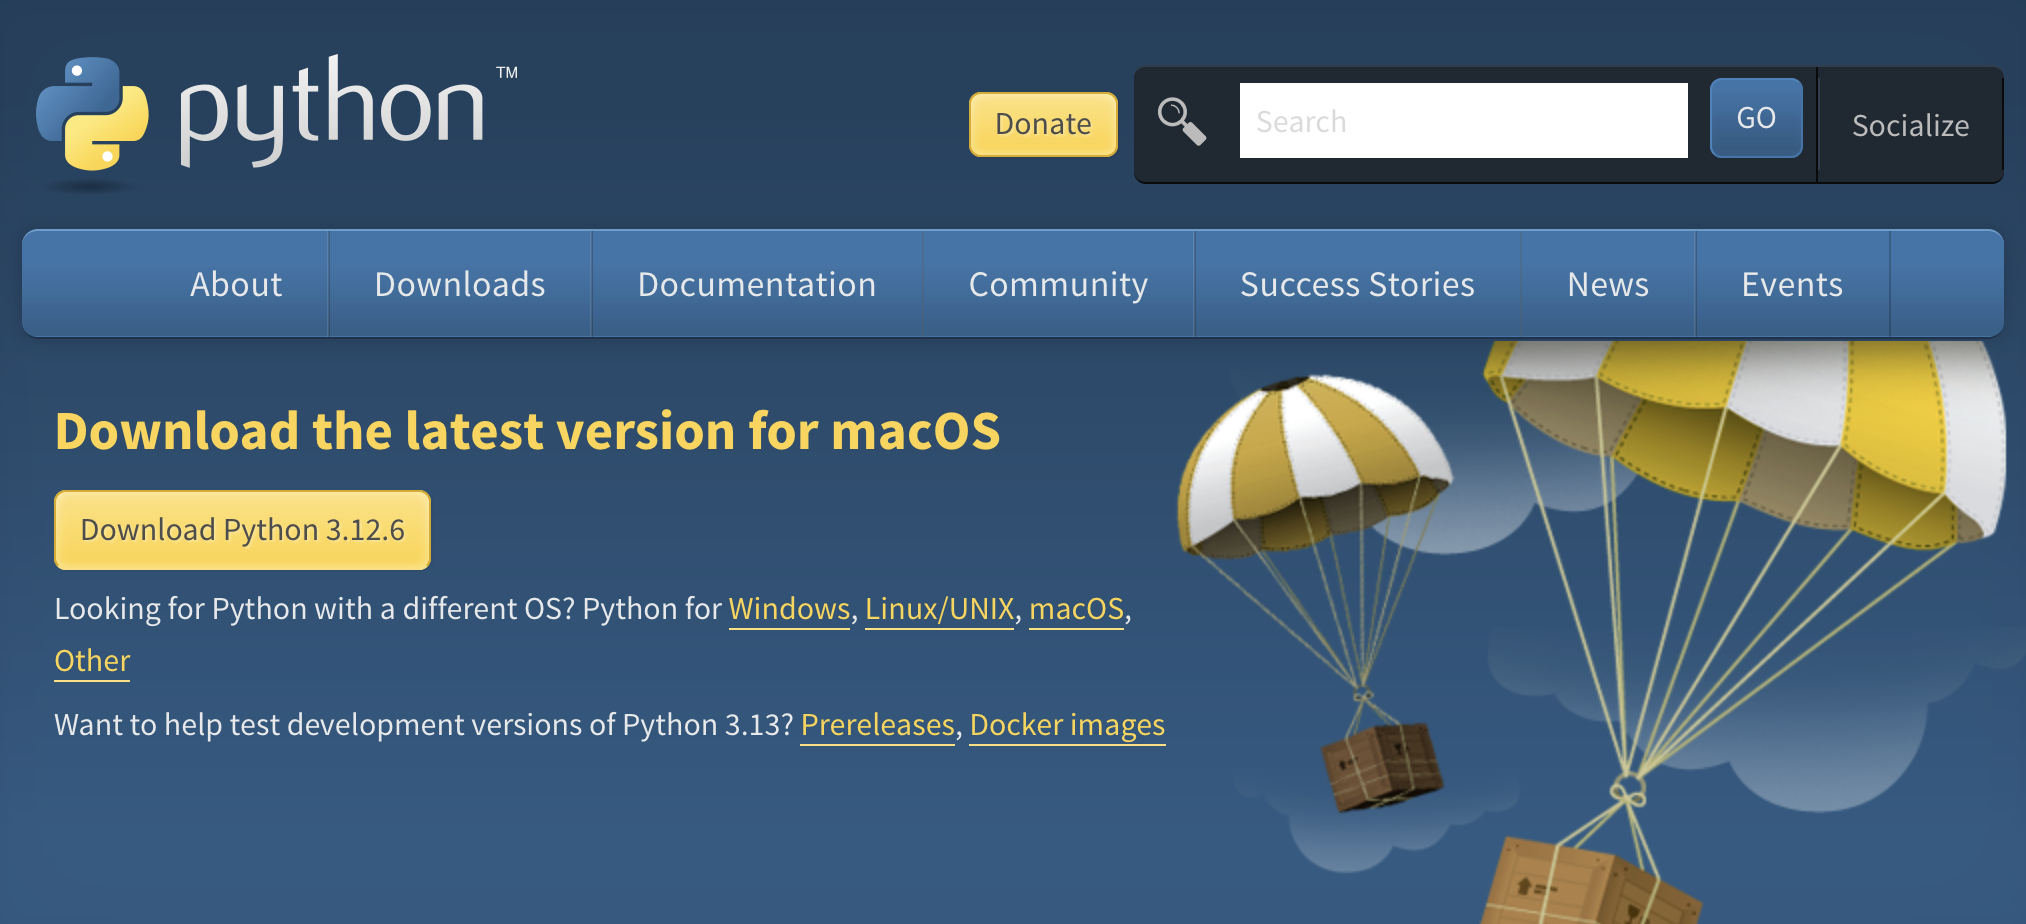 python™
Donate
Search
GO
Socialize
About
Downloads
Documentation
Community
Success Stories
News
Events
Download the latest version for macOS
Download Python 3.12.6
Looking for Python with a different OS? Python for Windows, Linux/UNIX, macOS,
Other
Want to help test development versions of Python 3.13? Prereleases, Docker images